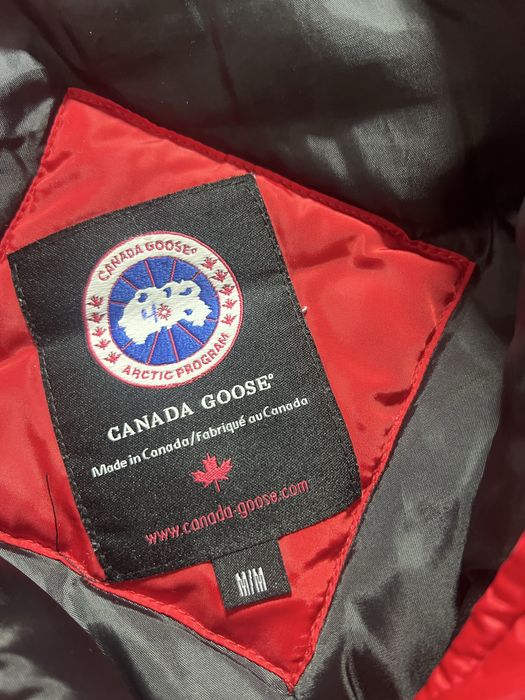 CANADA GOOSE®
ARCTIC PROGRAM
CANADA GOOSE®
Made in Canada/Fabriqué au Canada
www.canada-goose.com
M/M